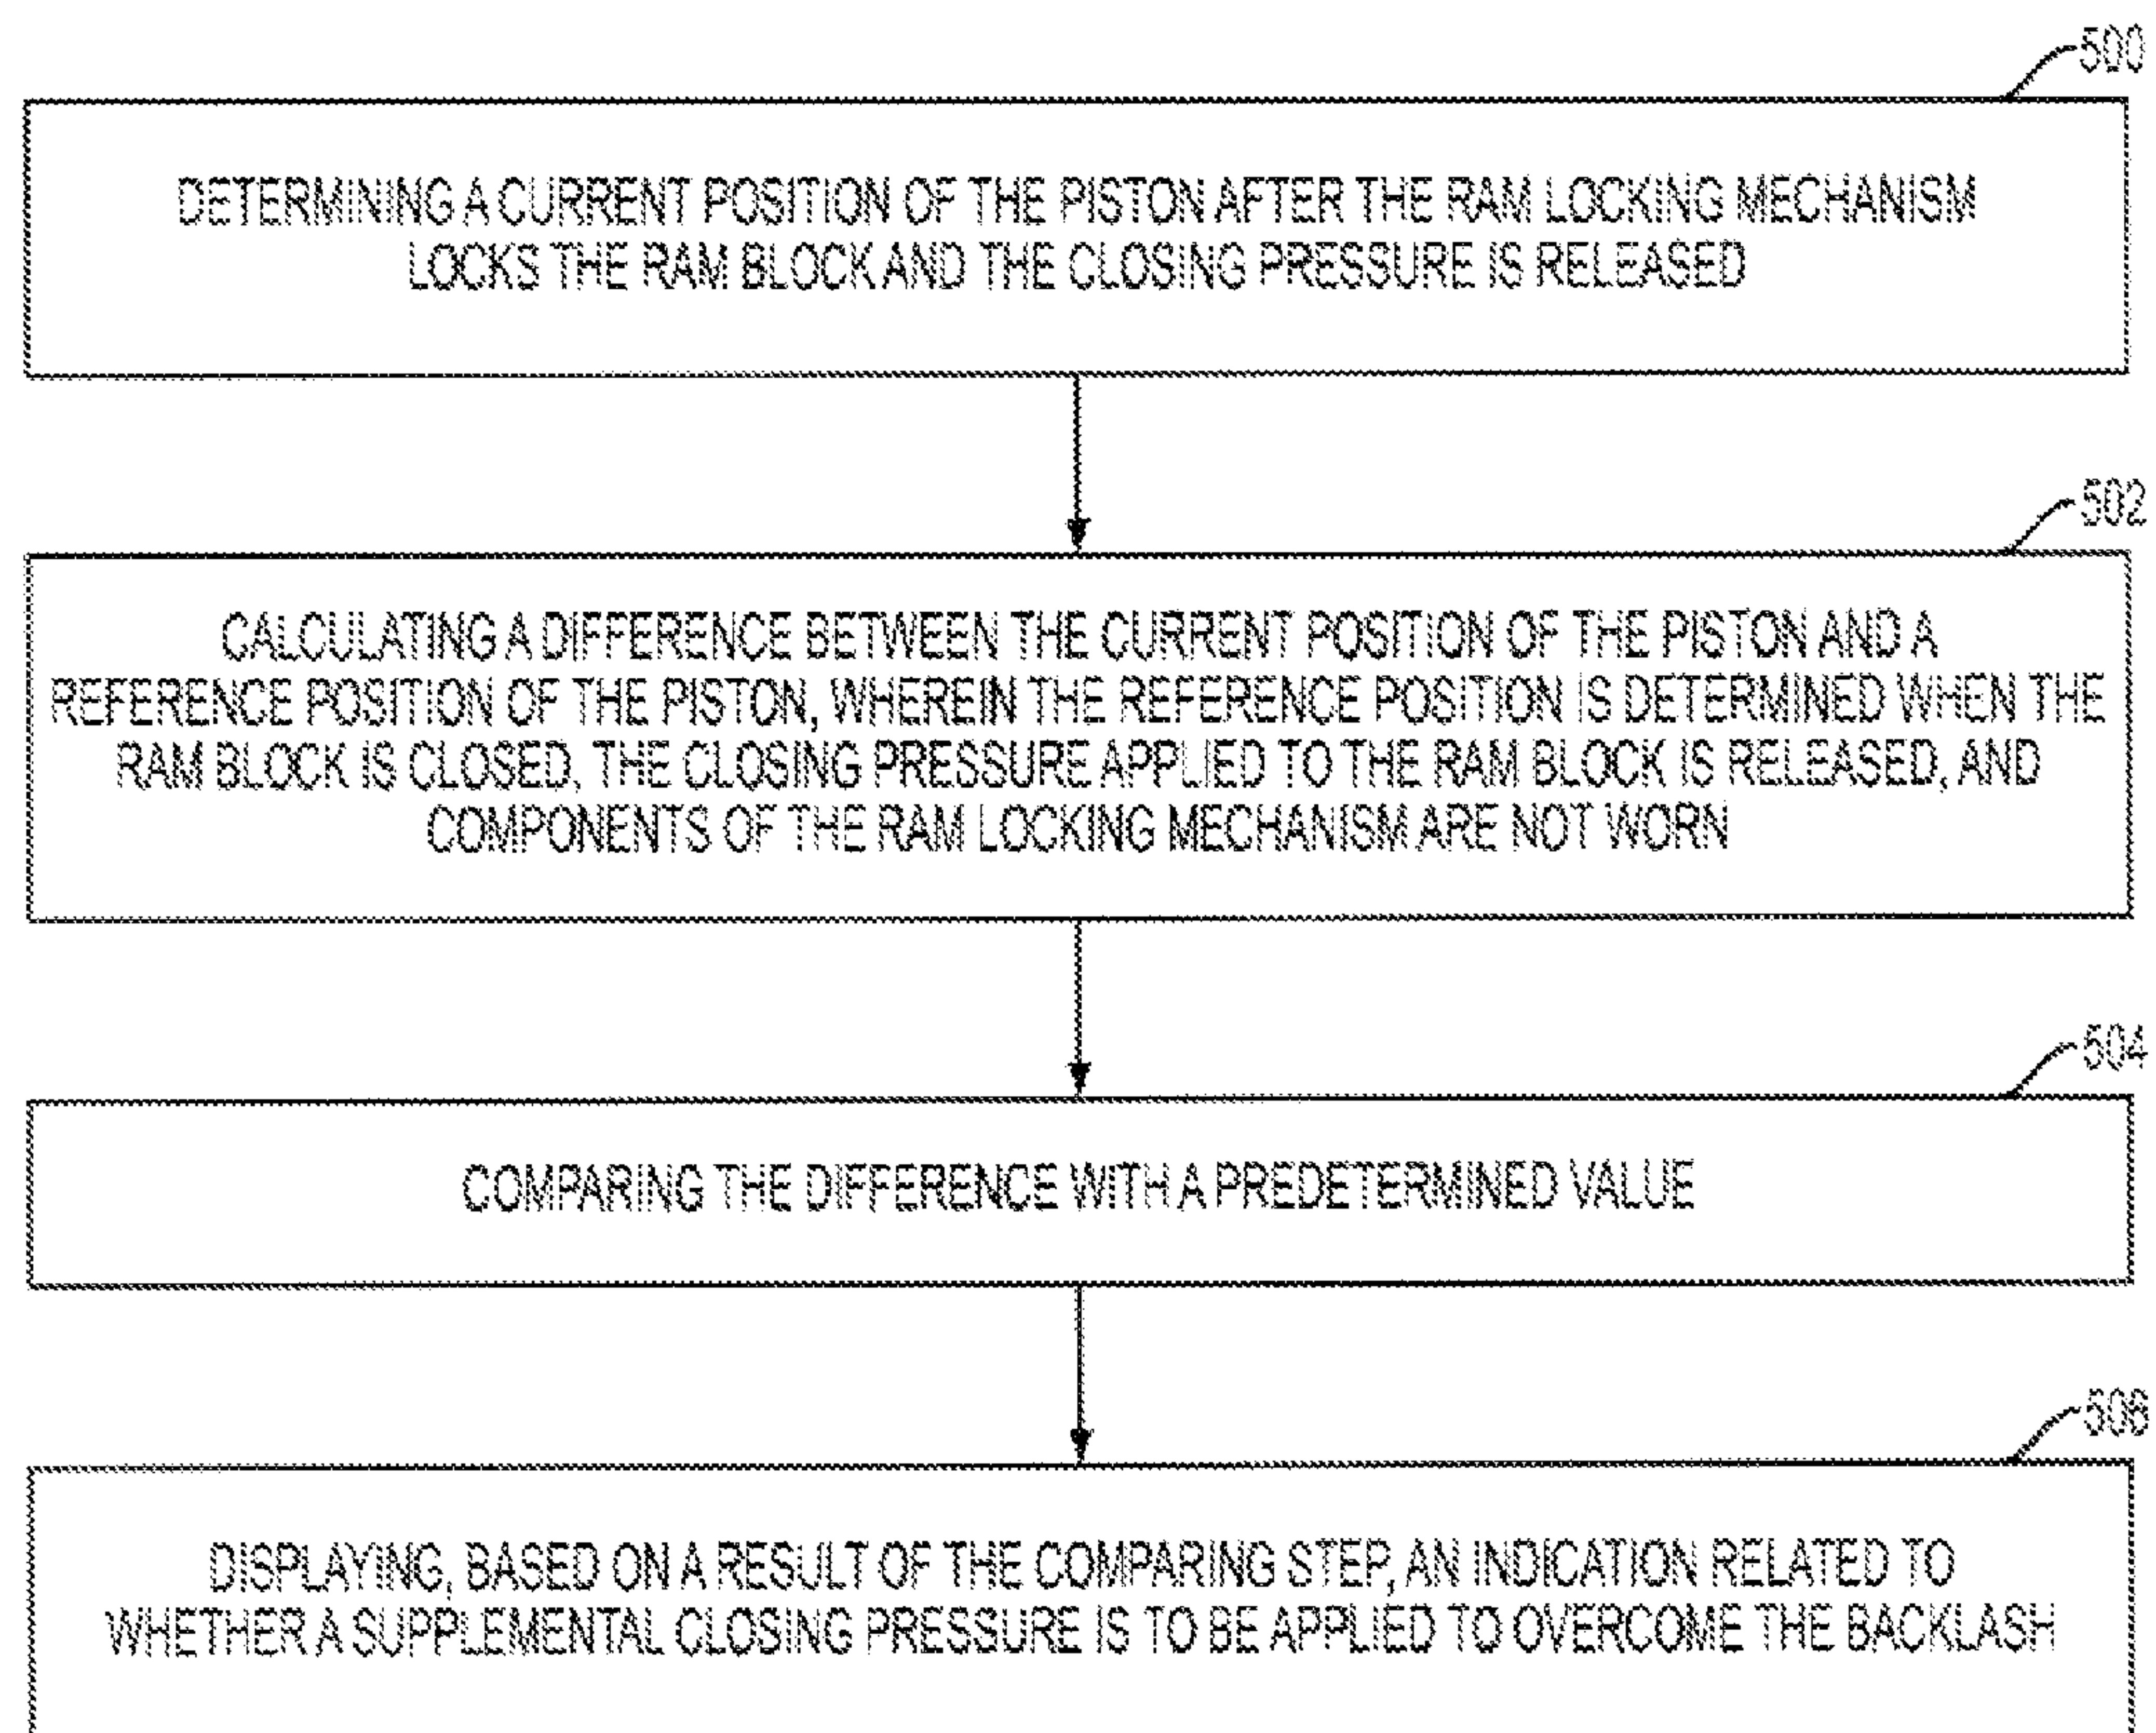 500
DETERMINING A CURRENT POSITION OF THE PISTON AFTER THE RAM LOCKING MECHANISM
LOCKS THE RAM BLOCK AND THE CLOSING PRESSURE IS RELEASED
502
CALCULATING A DIFFERENCE BETWEEN THE CURRENT POSITION OF THE PISTON AND A
REFERENCE POSITION OF THE PISTON, WHEREIN THE REFERENCE POSITION IS DETERMINED WHEN THE
RAM BLOCK IS CLOSED, THE CLOSING PRESSURE APPLIED TO THE RAM BLOCK IS RELEASED, AND
COMPONENTS OF THE RAM LOCKING MECHANISM ARE NOT WORN
504
COMPARING THE DIFFERENCE WITH A PREDETERMINED VALUE
506
DISPLAYING, BASED ON A RESULT OF THE COMPARING STEP, AN INDICATION RELATED TO
WHETHER A SUPPLEMENTAL CLOSING PRESSURE IS TO BE APPLIED TO OVERCOME THE BACKLASH